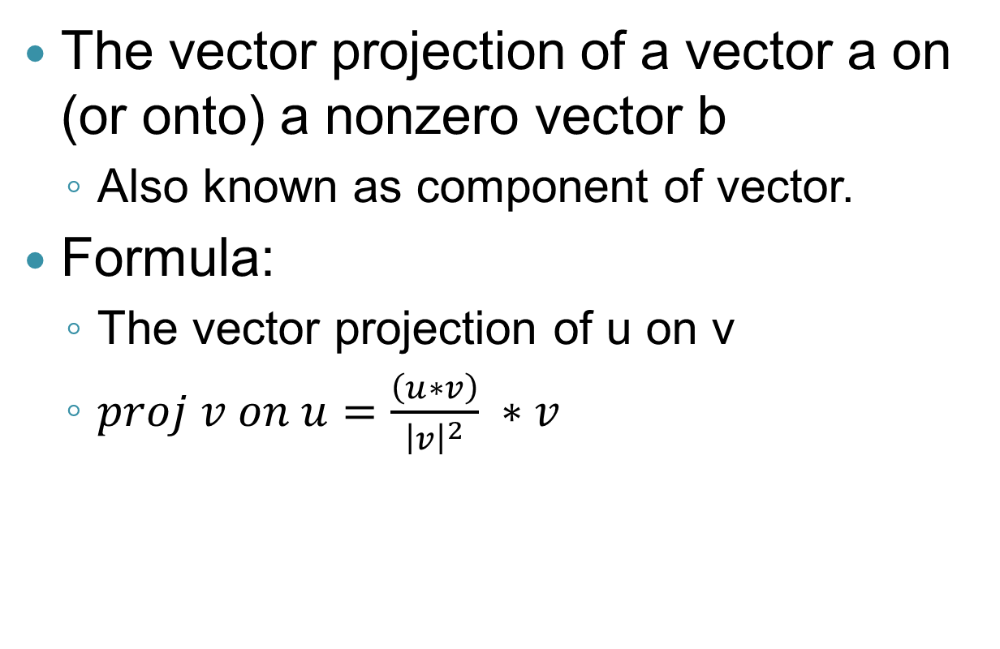 • The vector projection of a vector a on
(or onto) a nonzero vector b
◦ Also known as component of vector.
• Formula:
◦ The vector projection of u on v
◦ proj v on u = (u*v)/|v|² * v